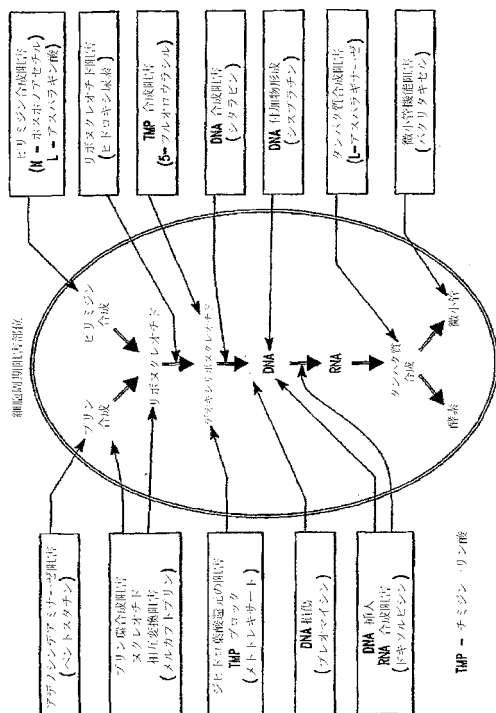 細胞周期阻害部位
ピリミジン合成阻害
(N-ホスホノアセチル
L-アスパラギン酸)
リボヌクレオチド阻害
(ヒドロキシ尿素)
TMP 合成阻害
(5-フルオロウラシル)
DNA 合成阻害
(シタラビン)
DNA 付加物形成
(シスプラチン)
タンパク質合成阻害
(L-アスパラギナーゼ)
微小管機能阻害
(パクリタキセン)
プリン
合成
ピリミジン
合成
リボヌクレオチド
デオキシリボヌクレオチド
DNA
RNA
タンパク質
合成
酵素
微小管
アデノシンデアミナーゼ阻害
(ペントスタチン)
プリン環合成阻害
ヌクレオチド
相互変換阻害
(メルカプトプリン)
ジヒドロ葉酸還元の阻害
TMP ブロック
(メトトレキサート)
DNA 損傷
(ブレオマイシン)
DNA 挿入
RNA 合成阻害
(ドキソルビシン)
TMP - チミジン・リン酸